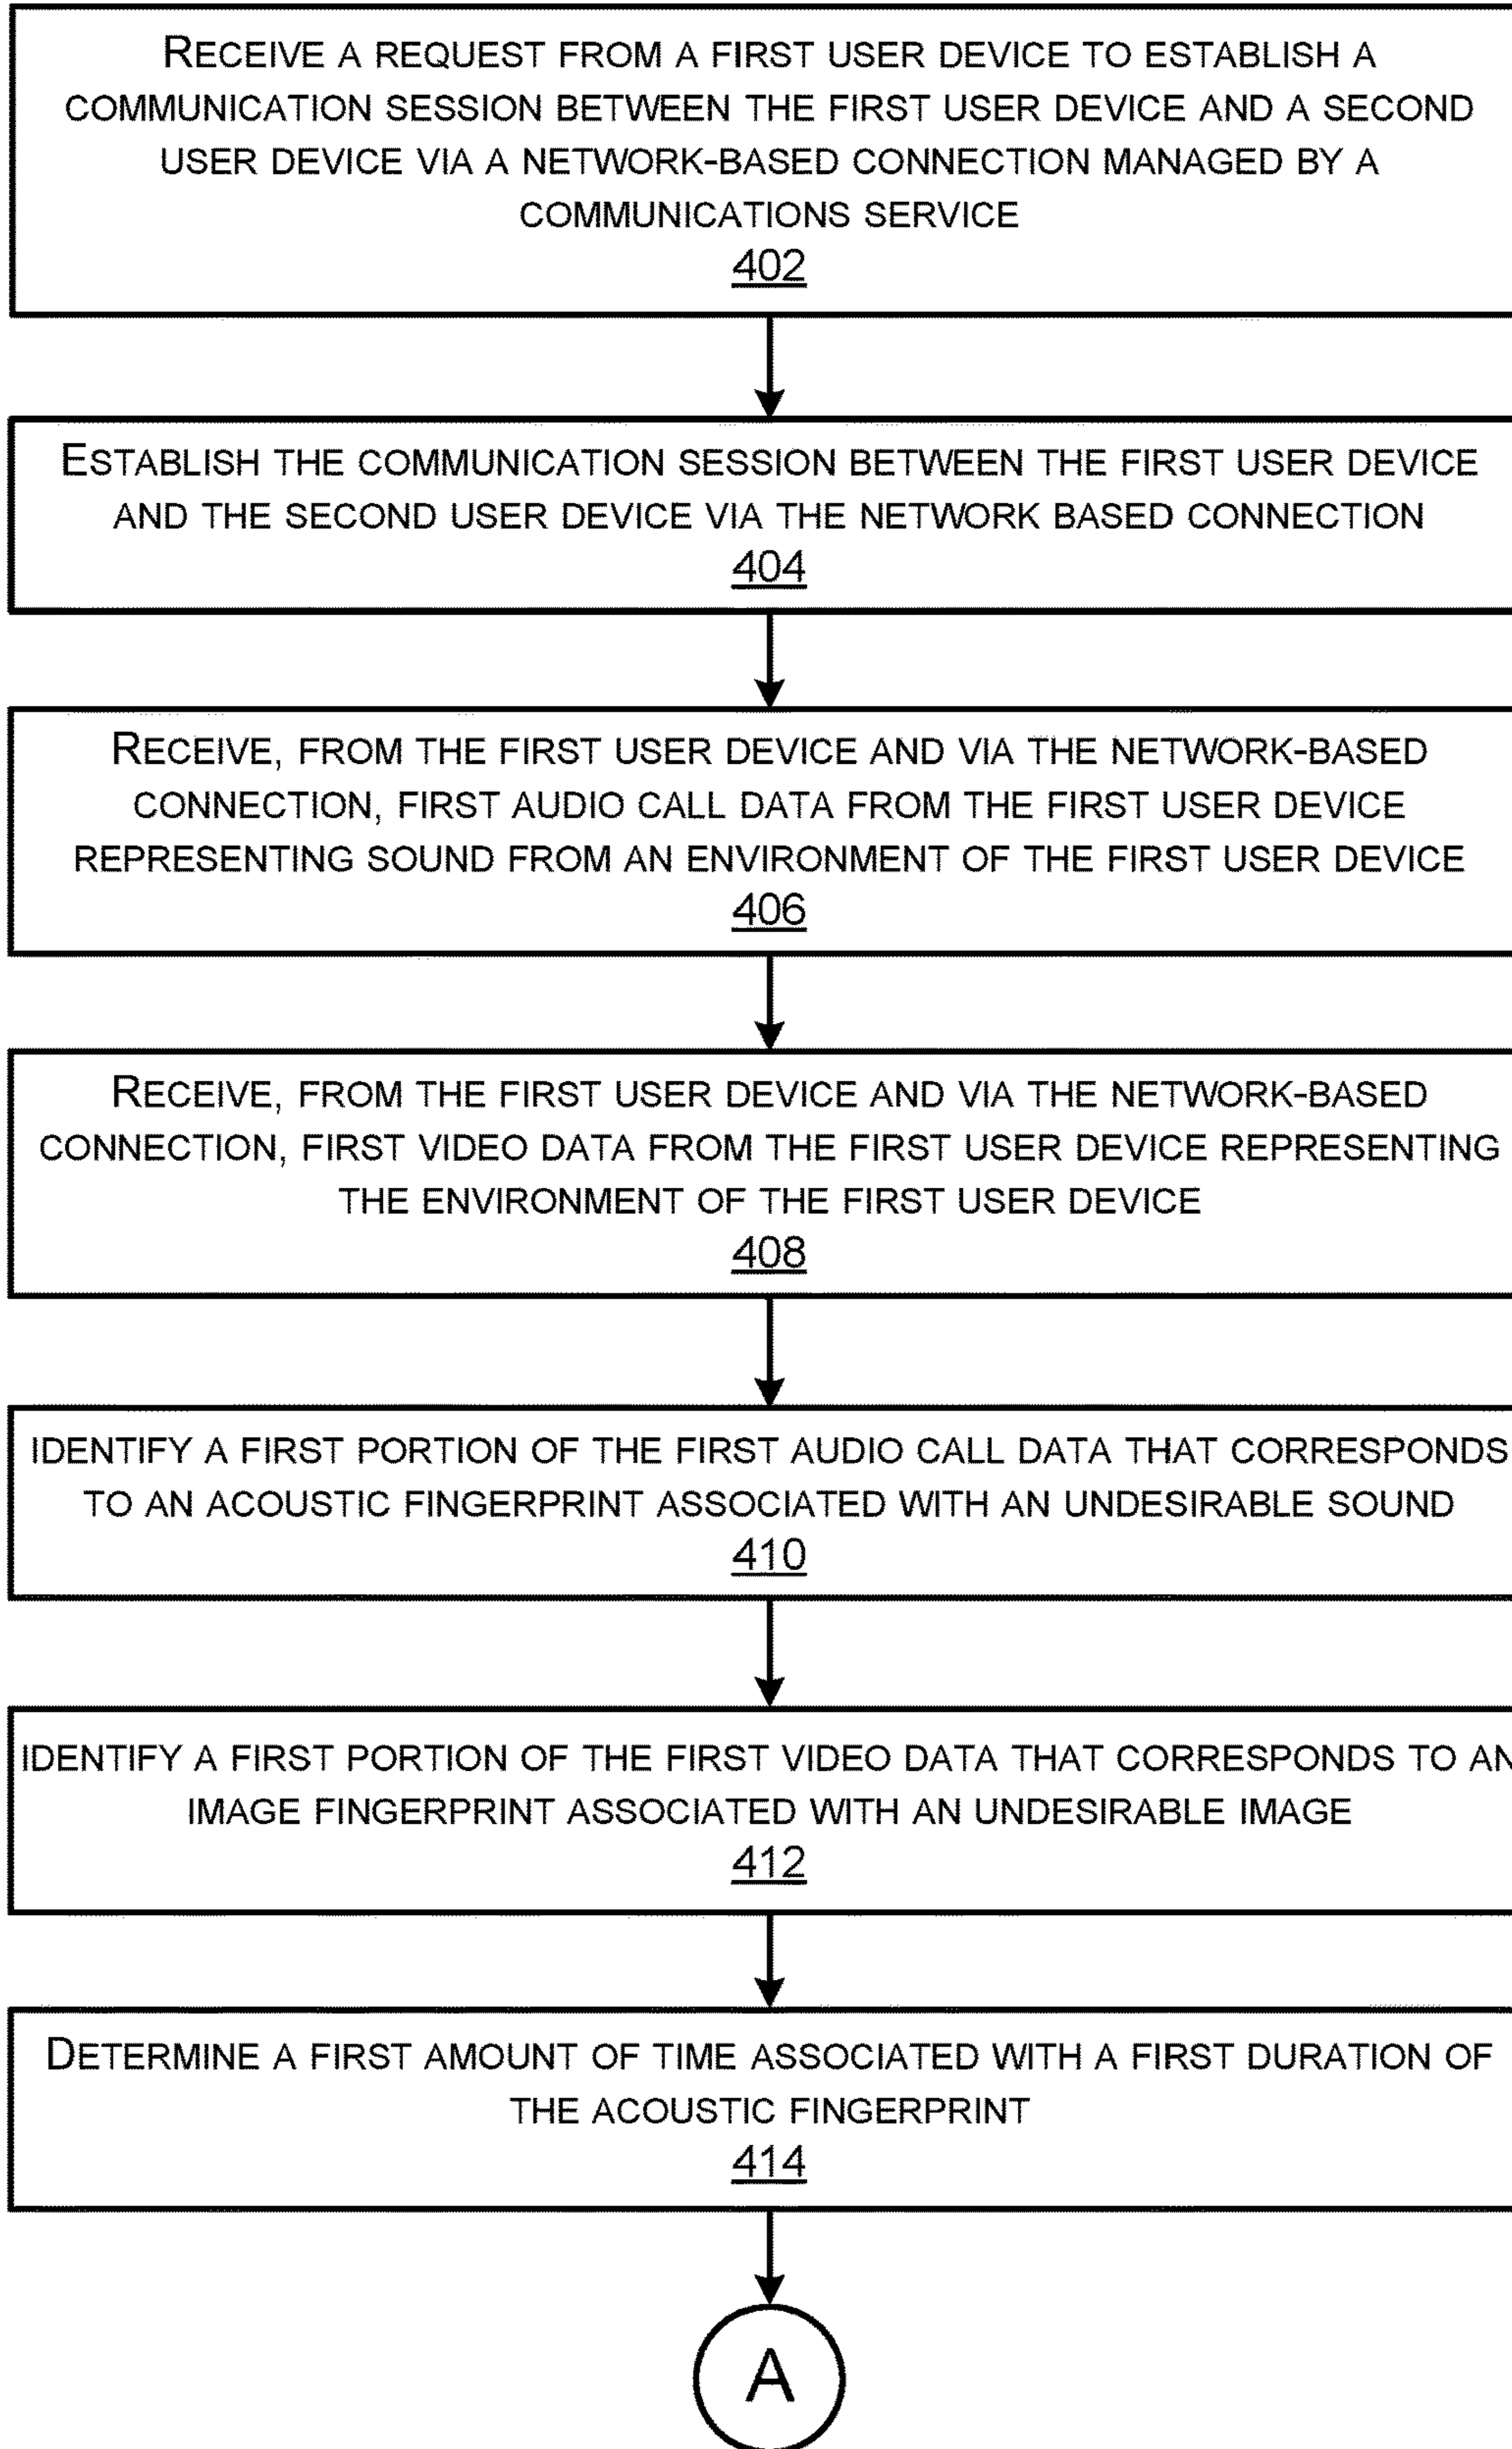 RECEIVE A REQUEST FROM A FIRST USER DEVICE TO ESTABLISH A
COMMUNICATION SESSION BETWEEN THE FIRST USER DEVICE AND A SECOND
USER DEVICE VIA A NETWORK-BASED CONNECTION MANAGED BY A
COMMUNICATIONS SERVICE
402
ESTABLISH THE COMMUNICATION SESSION BETWEEN THE FIRST USER DEVICE
AND THE SECOND USER DEVICE VIA THE NETWORK BASED CONNECTION
404
RECEIVE, FROM THE FIRST USER DEVICE AND VIA THE NETWORK-BASED
CONNECTION, FIRST AUDIO CALL DATA FROM THE FIRST USER DEVICE
REPRESENTING SOUND FROM AN ENVIRONMENT OF THE FIRST USER DEVICE
406
RECEIVE, FROM THE FIRST USER DEVICE AND VIA THE NETWORK-BASED
CONNECTION, FIRST VIDEO DATA FROM THE FIRST USER DEVICE REPRESENTING
THE ENVIRONMENT OF THE FIRST USER DEVICE
408
IDENTIFY A FIRST PORTION OF THE FIRST AUDIO CALL DATA THAT CORRESPONDS
TO AN ACOUSTIC FINGERPRINT ASSOCIATED WITH AN UNDESIRABLE SOUND
410
IDENTIFY A FIRST PORTION OF THE FIRST VIDEO DATA THAT CORRESPONDS TO AN
IMAGE FINGERPRINT ASSOCIATED WITH AN UNDESIRABLE IMAGE
412
DETERMINE A FIRST AMOUNT OF TIME ASSOCIATED WITH A FIRST DURATION OF
THE ACOUSTIC FINGERPRINT
414
A